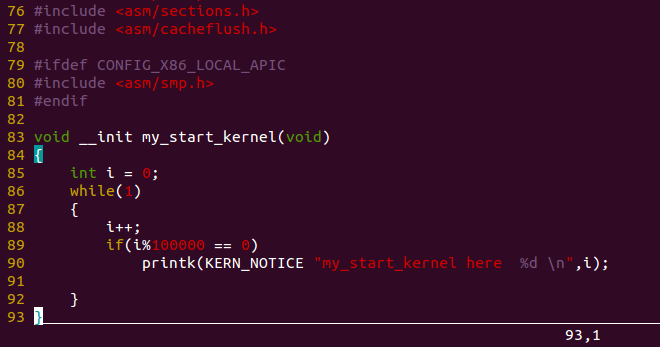 76 #include <asm/sections.h>
77 #include <asm/cacheflush.h>
78
79 #ifdef CONFIG_X86_LOCAL_APIC
80 #include <asm/smp.h>
81 #endif
82
83 void __init my_start_kernel(void)
84 {
85     int i = 0;
86     while(1)
87     {
88         i++;
89         if(i%100000 == 0)
90             printk(KERN_NOTICE "my_start_kernel here  %d \n",i);
91
92     }
93 }
93,1